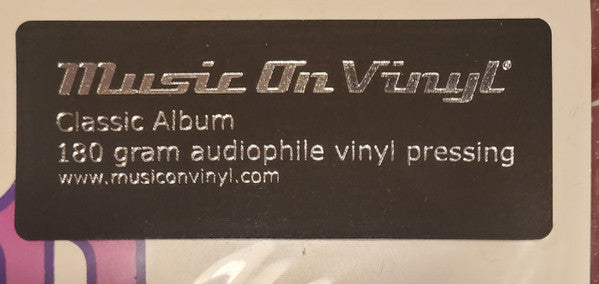 Music On Vinyl®
Classic Album
180 gram audiophile vinyl pressing
www.musiconvinyl.com